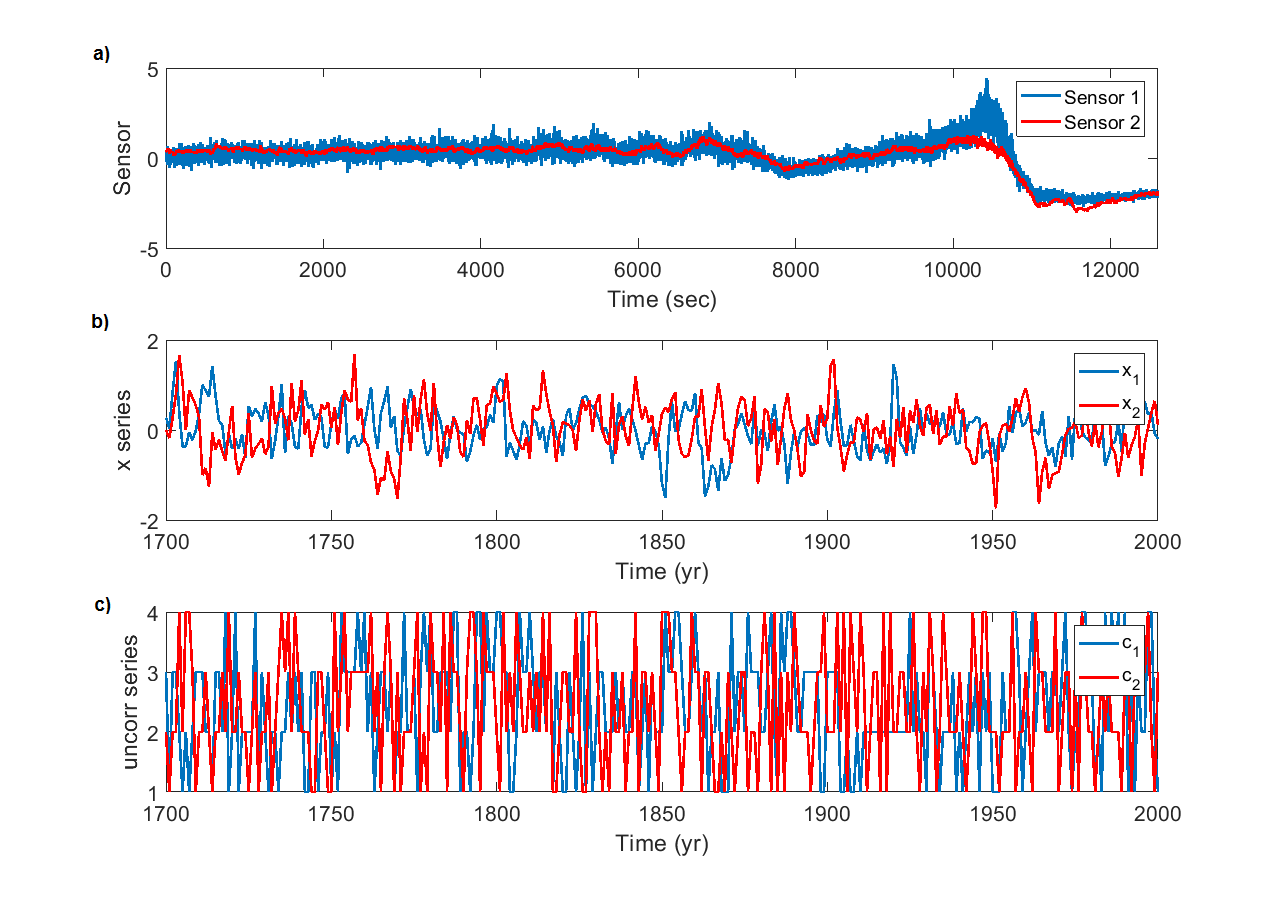 a)
5
0
-5
Sensor
Sensor 1
Sensor 2
0 2000 4000 6000 8000 10000 12000
Time (sec)
b)
2
0
-2
x series
x1
x2
1700 1750 1800 1850 1900 1950 2000
Time (yr)
c)
4
3
2
1
uncorr series
c1
c2
1700 1750 1800 1850 1900 1950 2000
Time (yr)